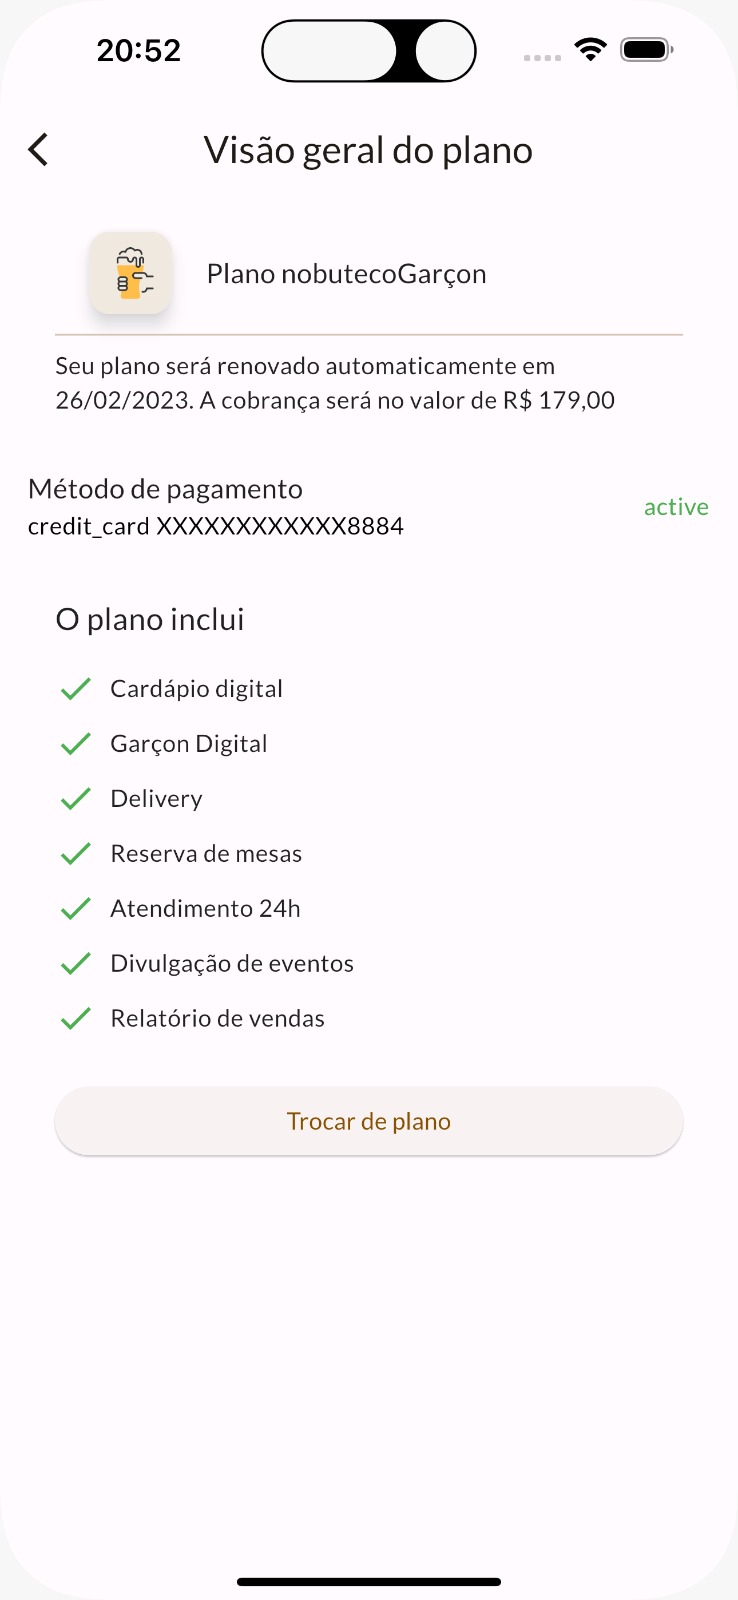 20:52
Visão geral do plano
Plano nobutecoGarçon
Seu plano será renovado automaticamente em
26/02/2023. A cobrança será no valor de R$ 179,00
Método de pagamento
active
credit_card XXXXXXXXXXXX8884
O plano inclui
Cardápio digital
Garçon Digital
Delivery
Reserva de mesas
Atendimento 24h
Divulgação de eventos
Relatório de vendas
Trocar de plano